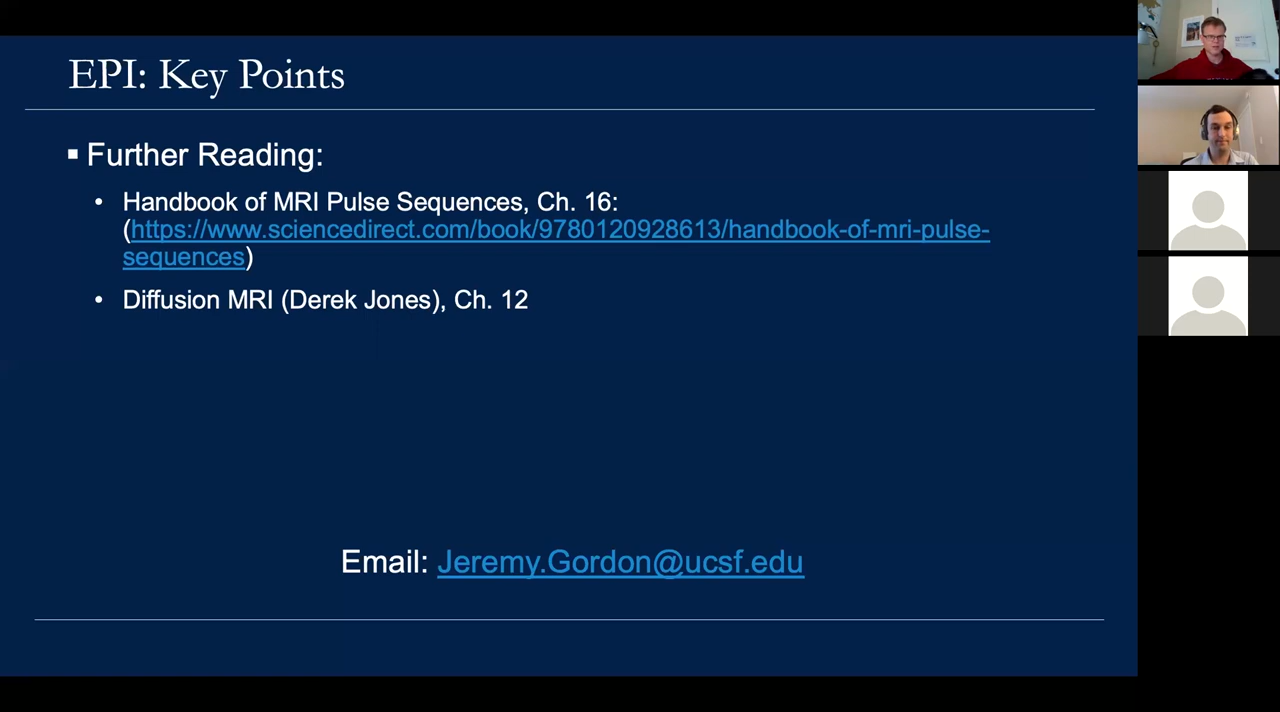 EPI: Key Points
▪ Further Reading:
• Handbook of MRI Pulse Sequences, Ch. 16:
(https://www.sciencedirect.com/book/9780120928613/handbook-of-mri-pulse-
sequences)
• Diffusion MRI (Derek Jones), Ch. 12
Email: Jeremy.Gordon@ucsf.edu